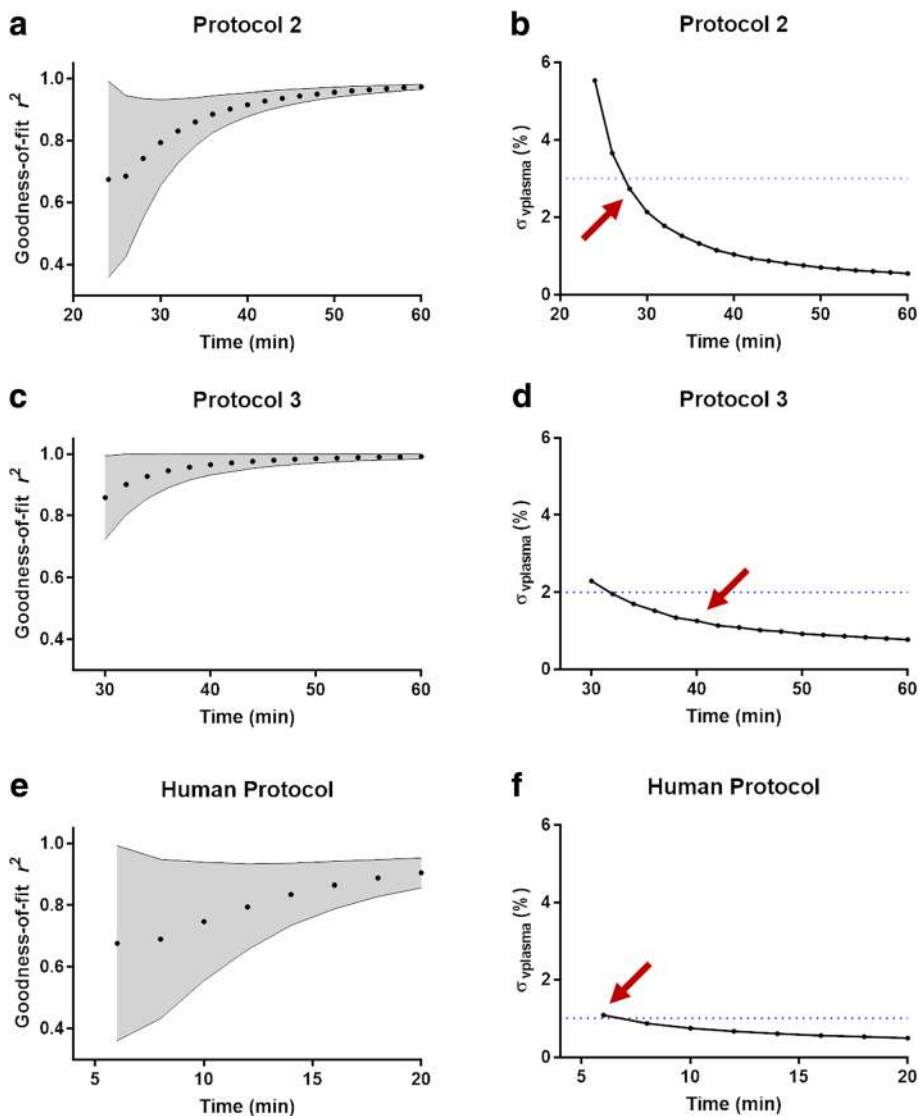 a
Protocol 2
Goodness-of-fit r²
1.0
0.8
0.6
0.4
20 30 40 50 60
Time (min)
b
Protocol 2
σvplasma (%)
6
4
2
0
20 30 40 50 60
Time (min)
c
Protocol 3
Goodness-of-fit r²
1.0
0.8
0.6
0.4
30 40 50 60
Time (min)
d
Protocol 3
σvplasma (%)
6
4
2
0
30 40 50 60
Time (min)
e
Human Protocol
Goodness-of-fit r²
1.0
0.8
0.6
0.4
5 10 15 20
Time (min)
f
Human Protocol
σvplasma (%)
6
4
2
0
5 10 15 20
Time (min)